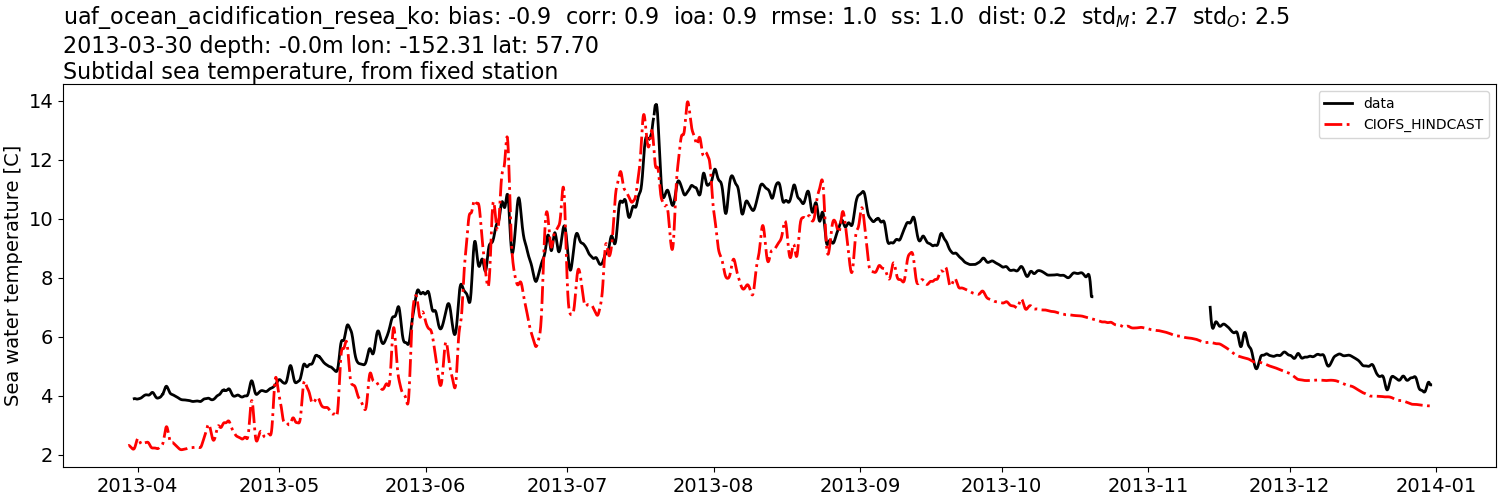 uaf_ocean_acidification_resea_ko: bias: -0.9 corr: 0.9 ioa: 0.9 rmse: 1.0 ss: 1.0 dist: 0.2 std_M: 2.7 std_O: 2.5
2013-03-30 depth: -0.0m lon: -152.31 lat: 57.70
Subtidal sea temperature, from fixed station
data
CIOFS_HINDCAST
Sea water temperature [C]
14
12
10
8
6
4
2
2013-04 2013-05 2013-06 2013-07 2013-08 2013-09 2013-10 2013-11 2013-12 2014-01